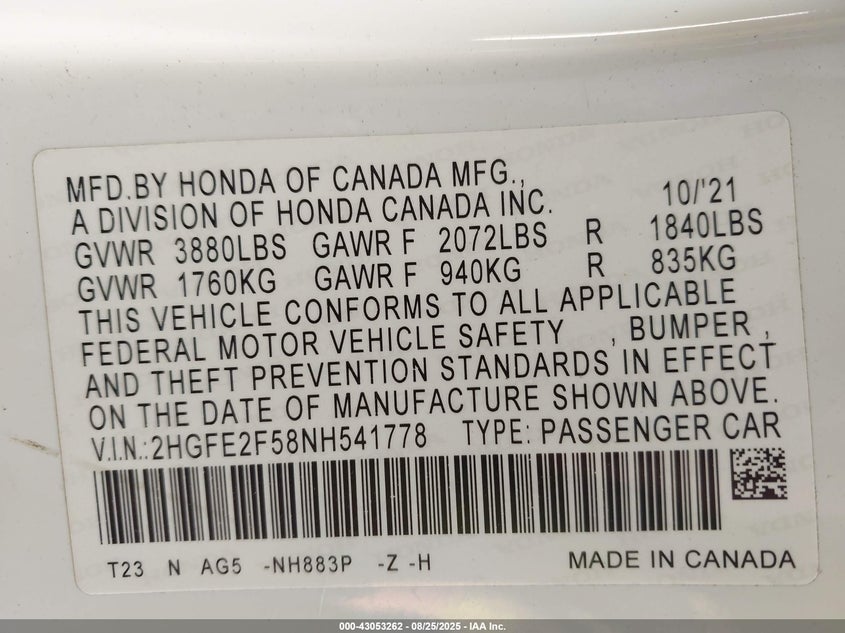 MFD.BY HONDA OF CANADA MFG., 10/'21
A DIVISION OF HONDA CANADA INC.
GVWR 3880LBS GAWR F 2072LBS R 1840LBS
GVWR 1760KG GAWR F 940KG R 835KG
THIS VEHICLE CONFORMS TO ALL APPLICABLE
FEDERAL MOTOR VEHICLE SAFETY , BUMPER ,
AND THEFT PREVENTION STANDARDS IN EFFECT
ON THE DATE OF MANUFACTURE SHOWN ABOVE.
V.I.N.:2HGFE2F58NH541778 TYPE: PASSENGER CAR
T23 N AG5 -NH883P -Z -H MADE IN CANADA
000-43053262 - 08/25/2025 - IAA Inc.